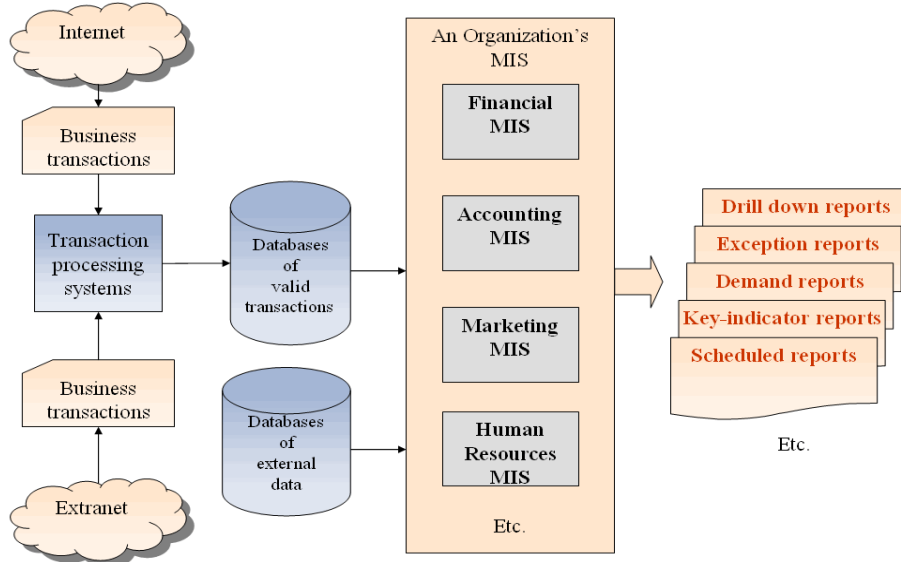 Internet
Business
transactions
Transaction
processing
systems
Business
transactions
Extranet
Databases
of
valid
transactions
Databases
of
external
data
An Organization's
MIS
Financial
MIS
Accounting
MIS
Marketing
MIS
Human
Resources
MIS
Etc.
Drill down reports
Exception reports
Demand reports
Key-indicator reports
Scheduled reports
Etc.